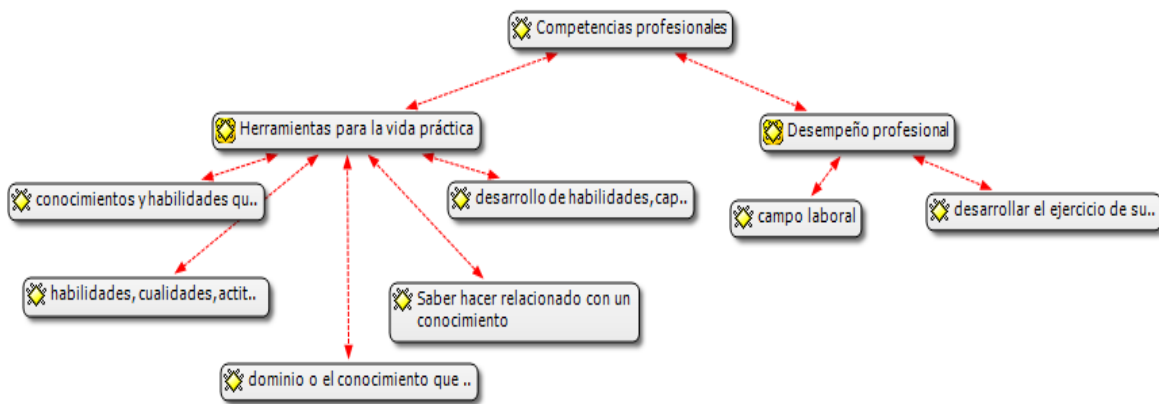 Competencias profesionales
Herramientas para la vida práctica
Desempeño profesional
conocimientos y habilidades qu..
desarrollo de habilidades,cap..
campo laboral
desarrollar el ejercicio de su..
habilidades, cualidades,actit..
Saber hacer relacionado con un
conocimiento
dominio o el conocimiento que ..